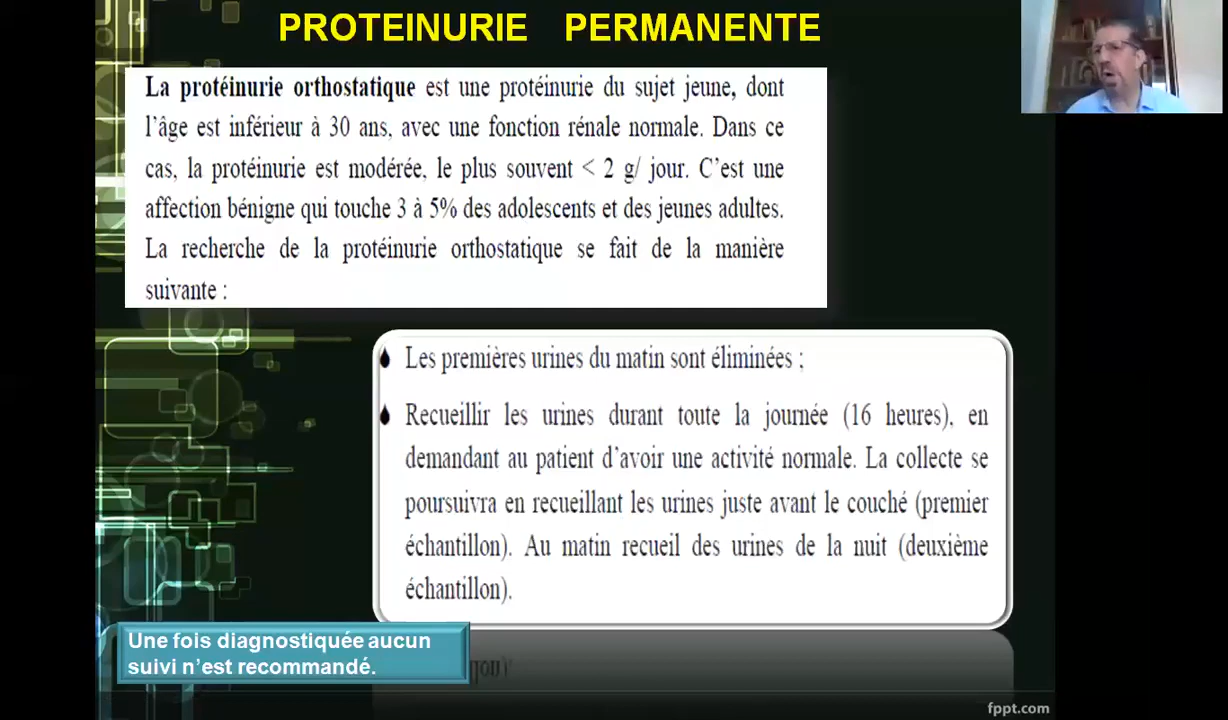 PROTEINURIE PERMANENTE
La protéinurie orthostatique est une protéinurie du sujet jeune, dont
l'âge est inférieur à 30 ans, avec une fonction rénale normale. Dans ce
cas, la protéinurie est modérée, le plus souvent < 2 g/ jour. C'est une
affection bénigne qui touche 3 à 5% des adolescents et des jeunes adultes.
La recherche de la protéinurie orthostatique se fait de la manière
suivante :
Les premières urines du matin sont éliminées ;
Recueillir les urines durant toute la journée (16 heures), en
demandant au patient d'avoir une activité normale. La collecte se
poursuivra en recueillant les urines juste avant le couché (premier
échantillon). Au matin recueil des urines de la nuit (deuxième
échantillon).
Une fois diagnostiquée aucun
suivi n'est recommandé.
fppt.com